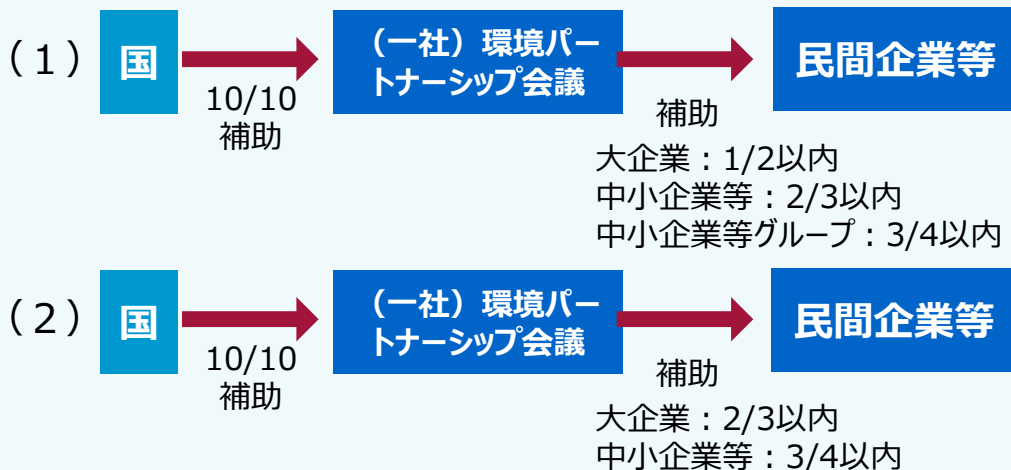 （１）
国
10/10
補助
（一社）環境パー
トナーシップ会議
補助
大企業：1/2以内
中小企業等：2/3以内
中小企業等グループ：3/4以内
民間企業等
（２）
国
10/10
補助
（一社）環境パー
トナーシップ会議
補助
大企業：2/3以内
中小企業等：3/4以内
民間企業等